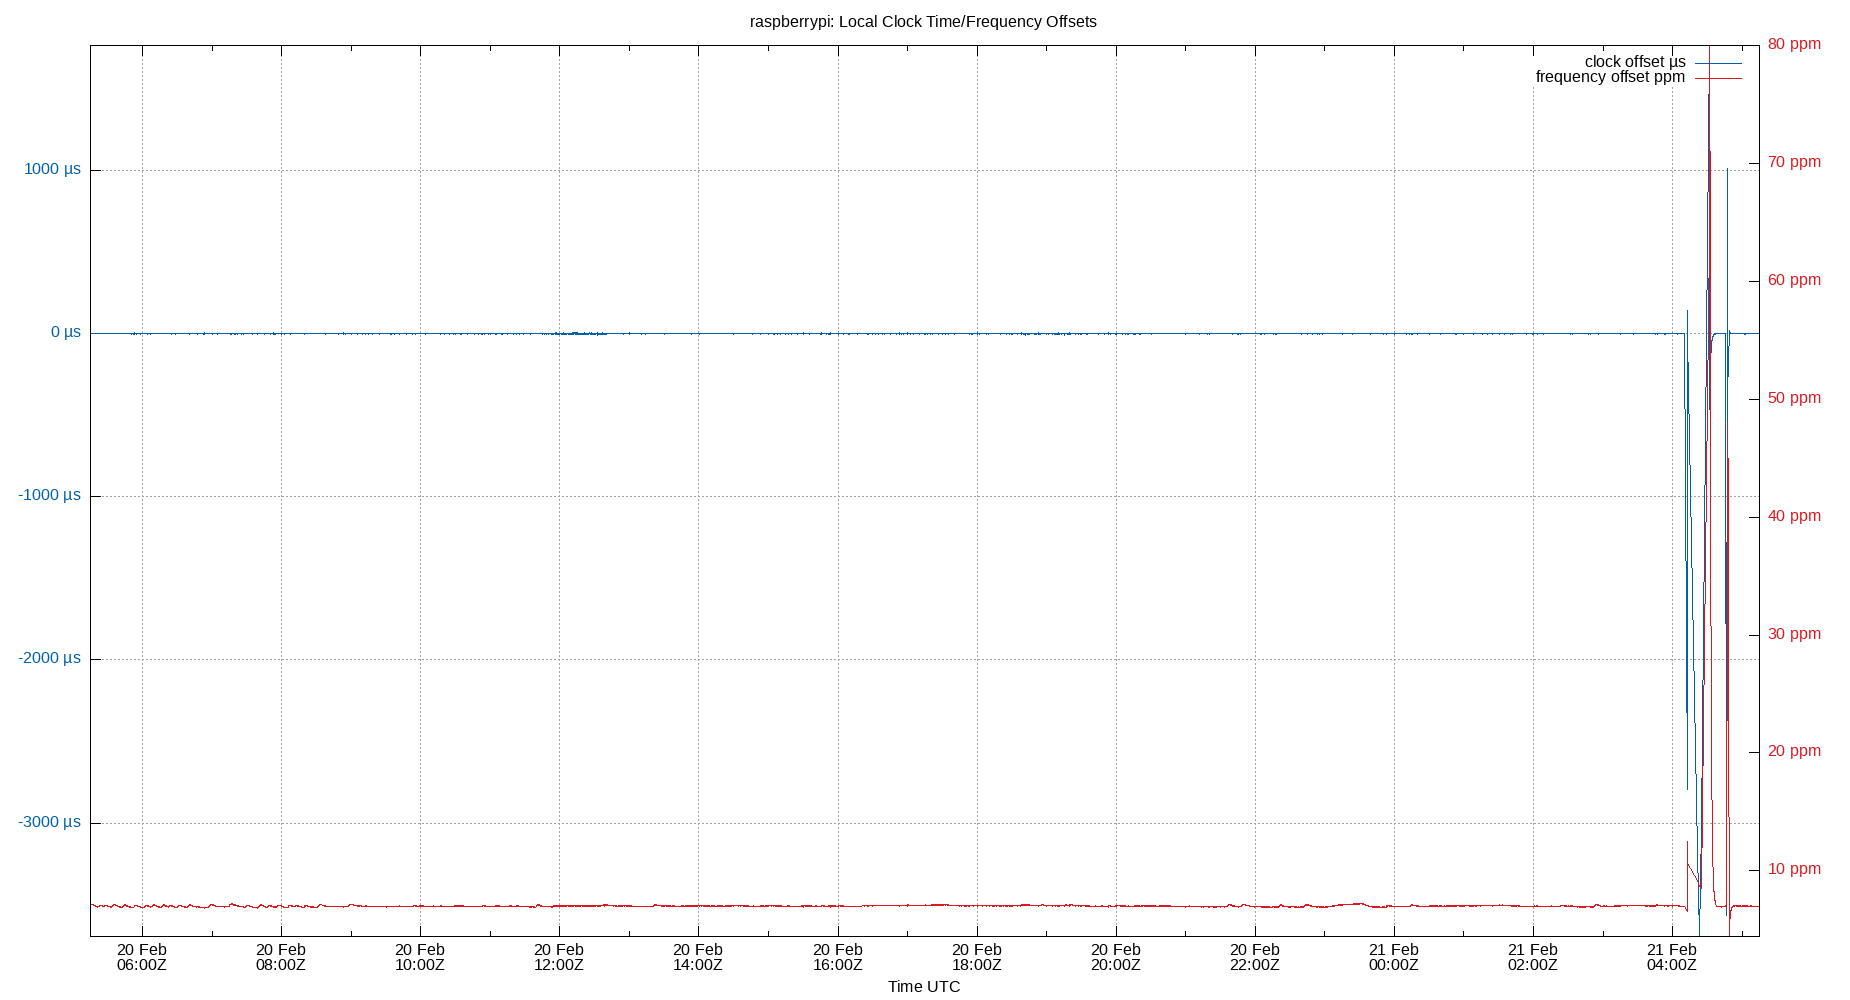 raspberrypi: Local Clock Time/Frequency Offsets
clock offset µs
frequency offset ppm
1000 µs
0 µs
-1000 µs
-2000 µs
-3000 µs
80 ppm
70 ppm
60 ppm
50 ppm
40 ppm
30 ppm
20 ppm
10 ppm
20 Feb 20 Feb 20 Feb 20 Feb 20 Feb 20 Feb 20 Feb 20 Feb 20 Feb 21 Feb 21 Feb 21 Feb
06:00Z 08:00Z 10:00Z 12:00Z 14:00Z 16:00Z 18:00Z 20:00Z 22:00Z 00:00Z 02:00Z 04:00Z
Time UTC